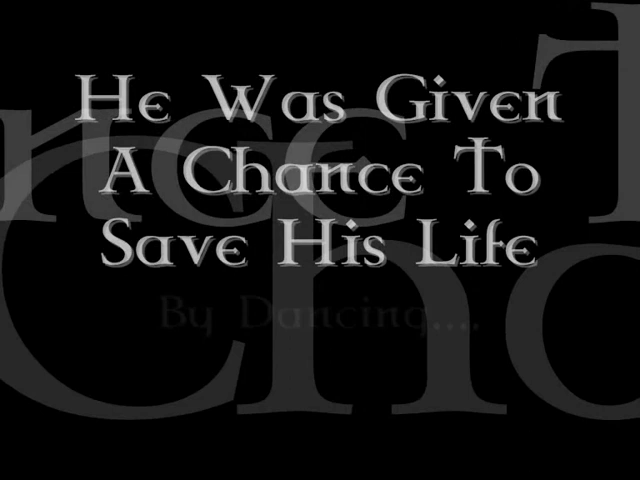 He Was Given
A Chance To
Save His Life
By Dancing....